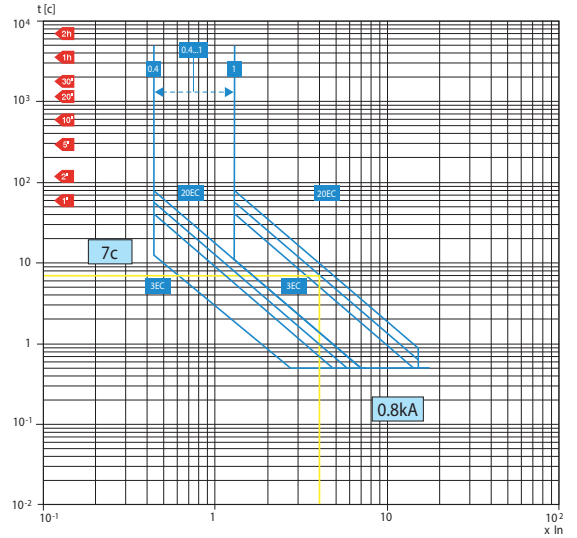 t [c]
10⁴
2h
0.4...1
1h
0.4
1
30'
20'
10³
10'
5'
2'
10²
20EC
20EC
1'
7c
10
3EC
3EC
1
0.8kA
10⁻¹
10⁻²
10⁻¹
1
10
10²
x In